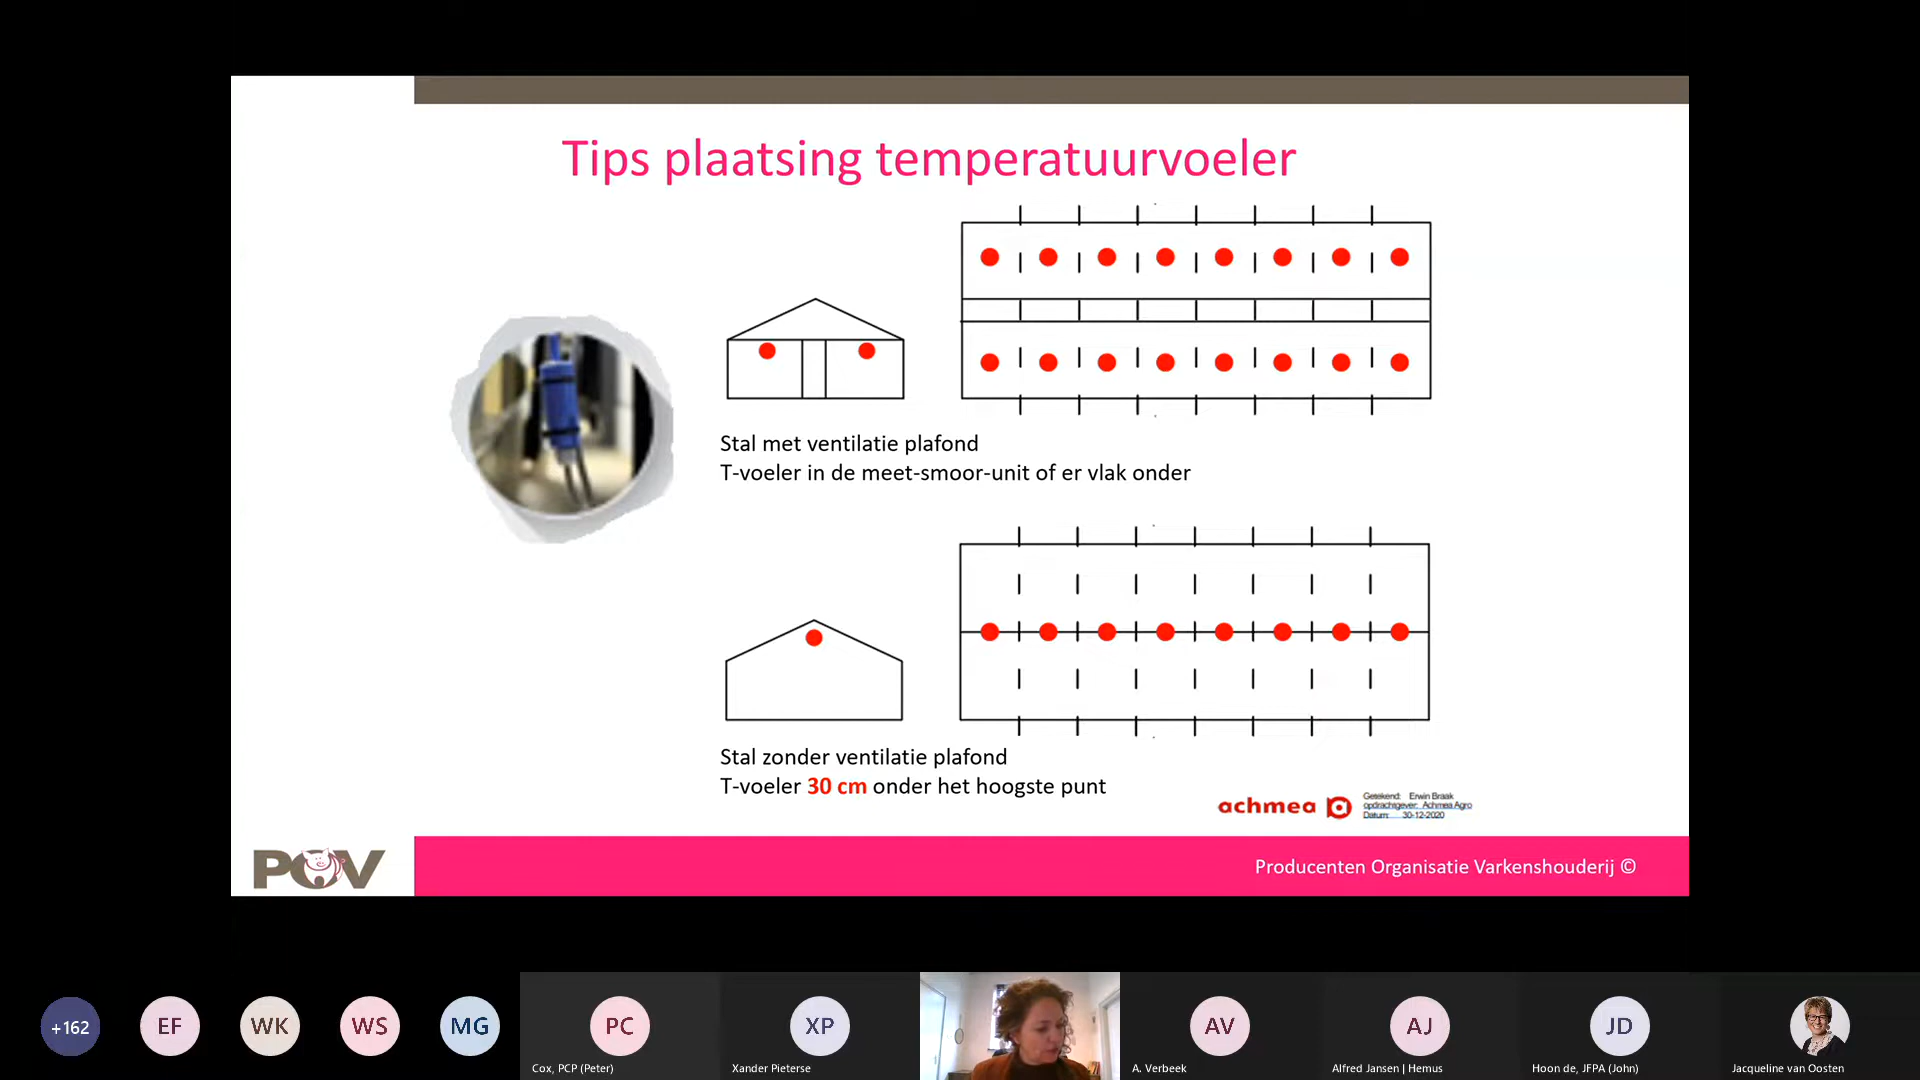 Tips plaatsing temperatuurvoeler
Stal met ventilatie plafond
T-voeler in de meet-smoor-unit of er vlak onder
Stal zonder ventilatie plafond
T-voeler 30 cm onder het hoogste punt
achmea
Getekend: Erwin Braak
opdrachtgever: Achmea Agro
Datum: 30-12-2020
POV
Producenten Organisatie Varkenshouderij ©
+162
EF
WK
WS
MG
PC
XP
AV
AJ
JD
Cox, PCP (Peter)
Xander Pieterse
A. Verbeek
Alfred Jansen | Hemus
Hoon de, JFPA (John)
Jacqueline van Oosten